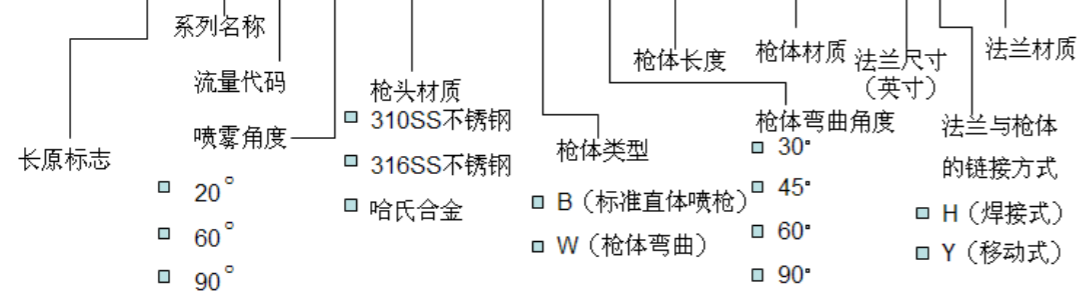 系列名称
流量代码
喷雾角度
长原标志
20°
60°
90°
枪头材质
310SS不锈钢
316SS不锈钢
哈氏合金
枪体类型
B（标准直体喷枪）
W（枪体弯曲）
枪体长度
枪体材质
枪体弯曲角度
30°
45°
60°
90°
法兰尺寸
（英寸）
法兰与枪体
的链接方式
H（焊接式）
Y（移动式）
法兰材质